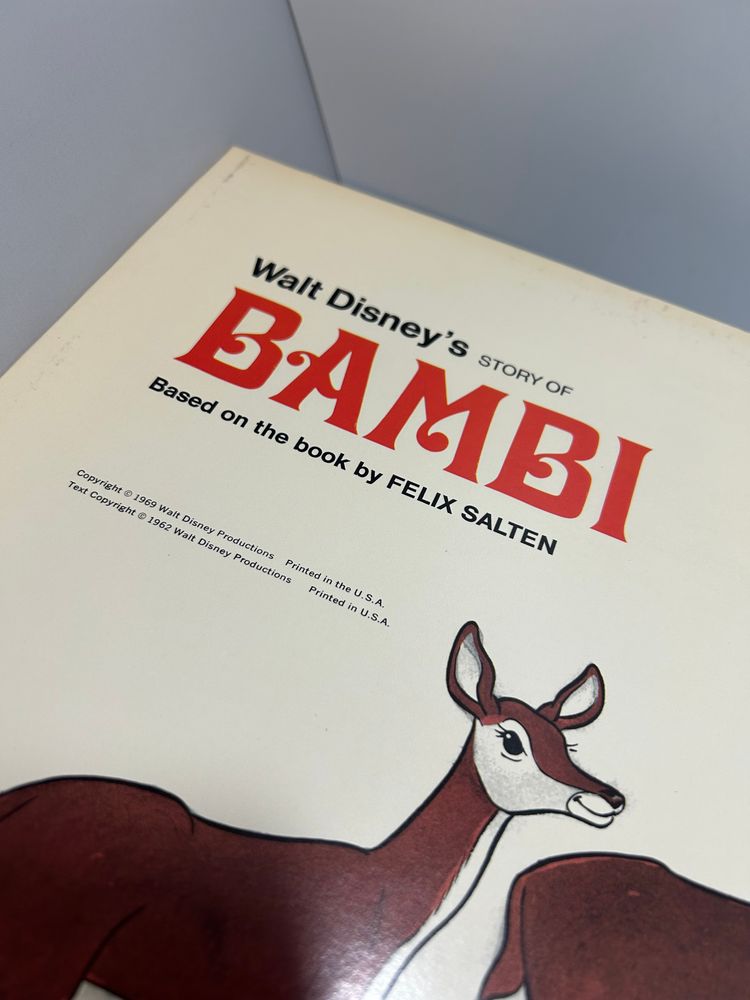 Walt Disney's STORY OF
BAMBI
Based on the book by FELIX SALTEN
Copyright © 1969 Walt Disney Productions Printed in the U.S.A.
Text Copyright © 1962 Walt Disney Productions Printed in U.S.A.